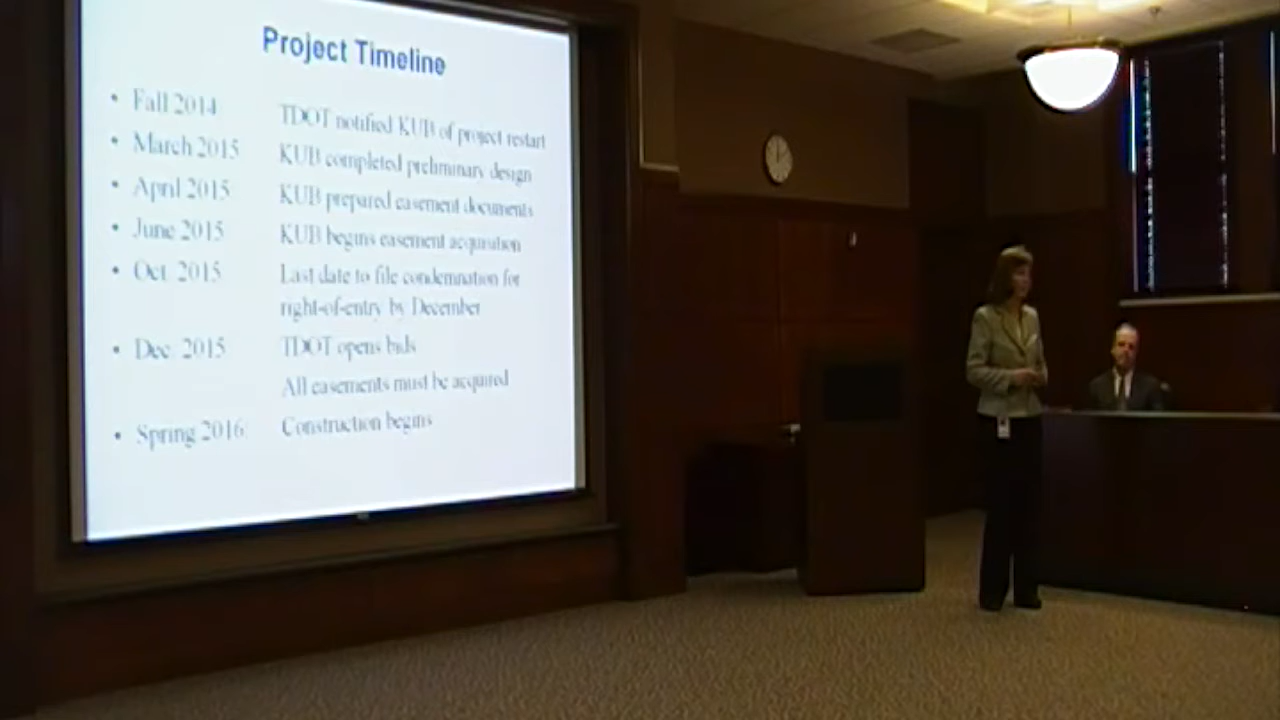 Project Timeline
• Fall 2014 TDOT notified KUB of project restart
• March 2015 KUB completed preliminary design
• April 2015 KUB prepared easement documents
• June 2015 KUB begins easement acquisition
• Oct. 2015 Last date to file condemnation for
right-of-entry by December
• Dec. 2015 TDOT opens bids
All easements must be acquired
• Spring 2016 Construction begins